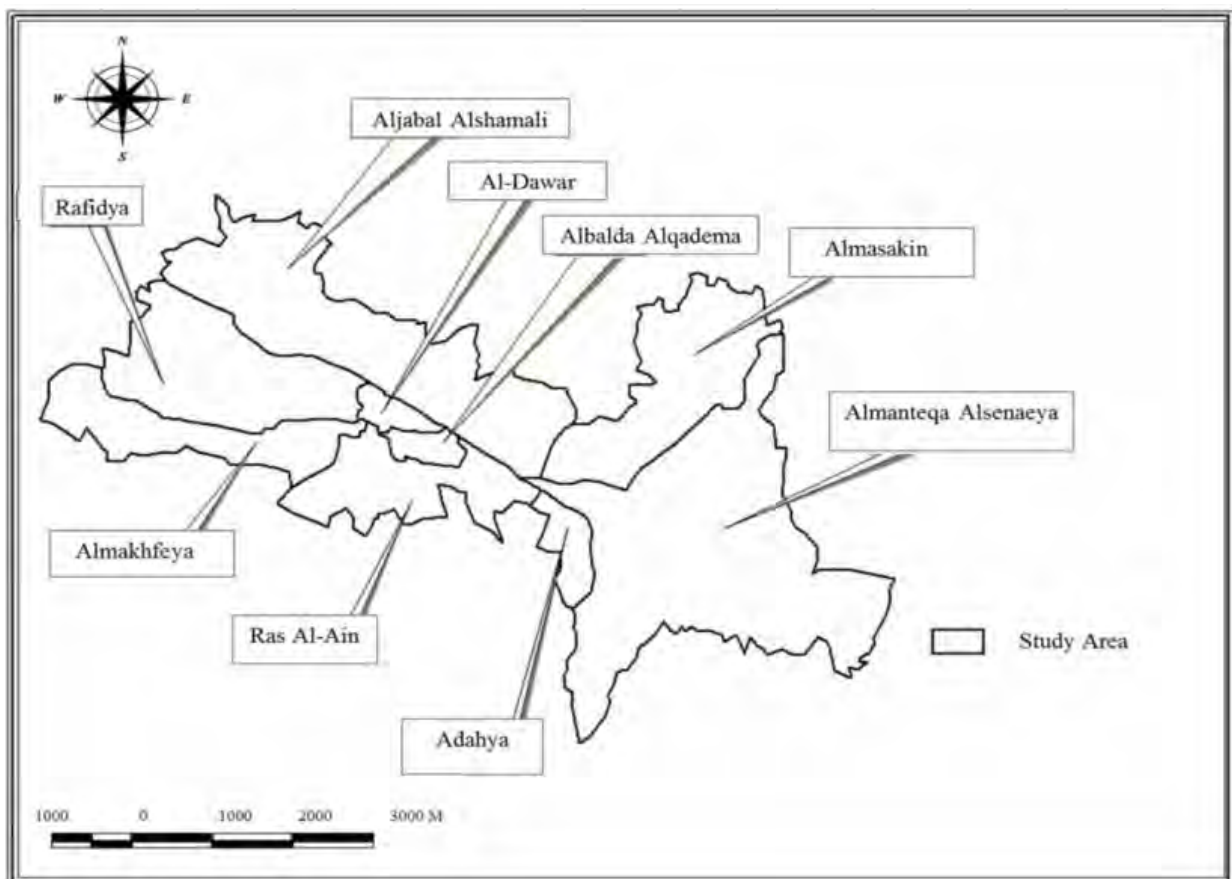 N
W E
S
Aljabal Alshamali
Al-Dawar
Rafidya
Albalda Alqadema
Almasakin
Almanteqa Alsenaeya
Almakhfeya
Ras Al-Ain
Study Area
Adahya
1000 0 1000 2000 3000 M